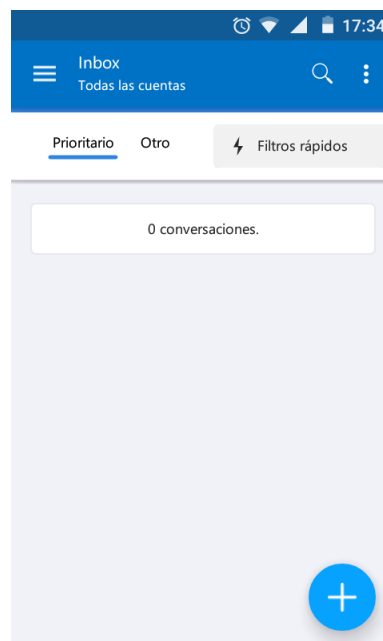 17:34
Inbox
Todas las cuentas
Prioritario Otro Filtros rápidos
0 conversaciones.